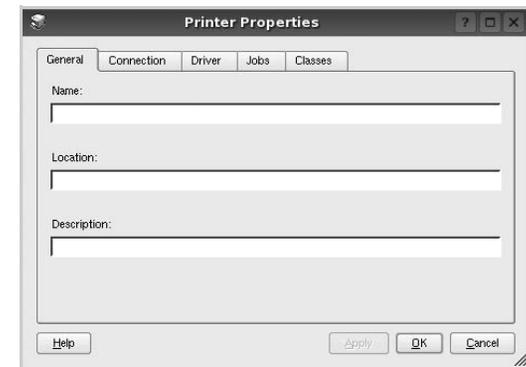 Printer Properties
?
General Connection Driver Jobs Classes
Name:
Location:
Description:
Help Apply OK Cancel